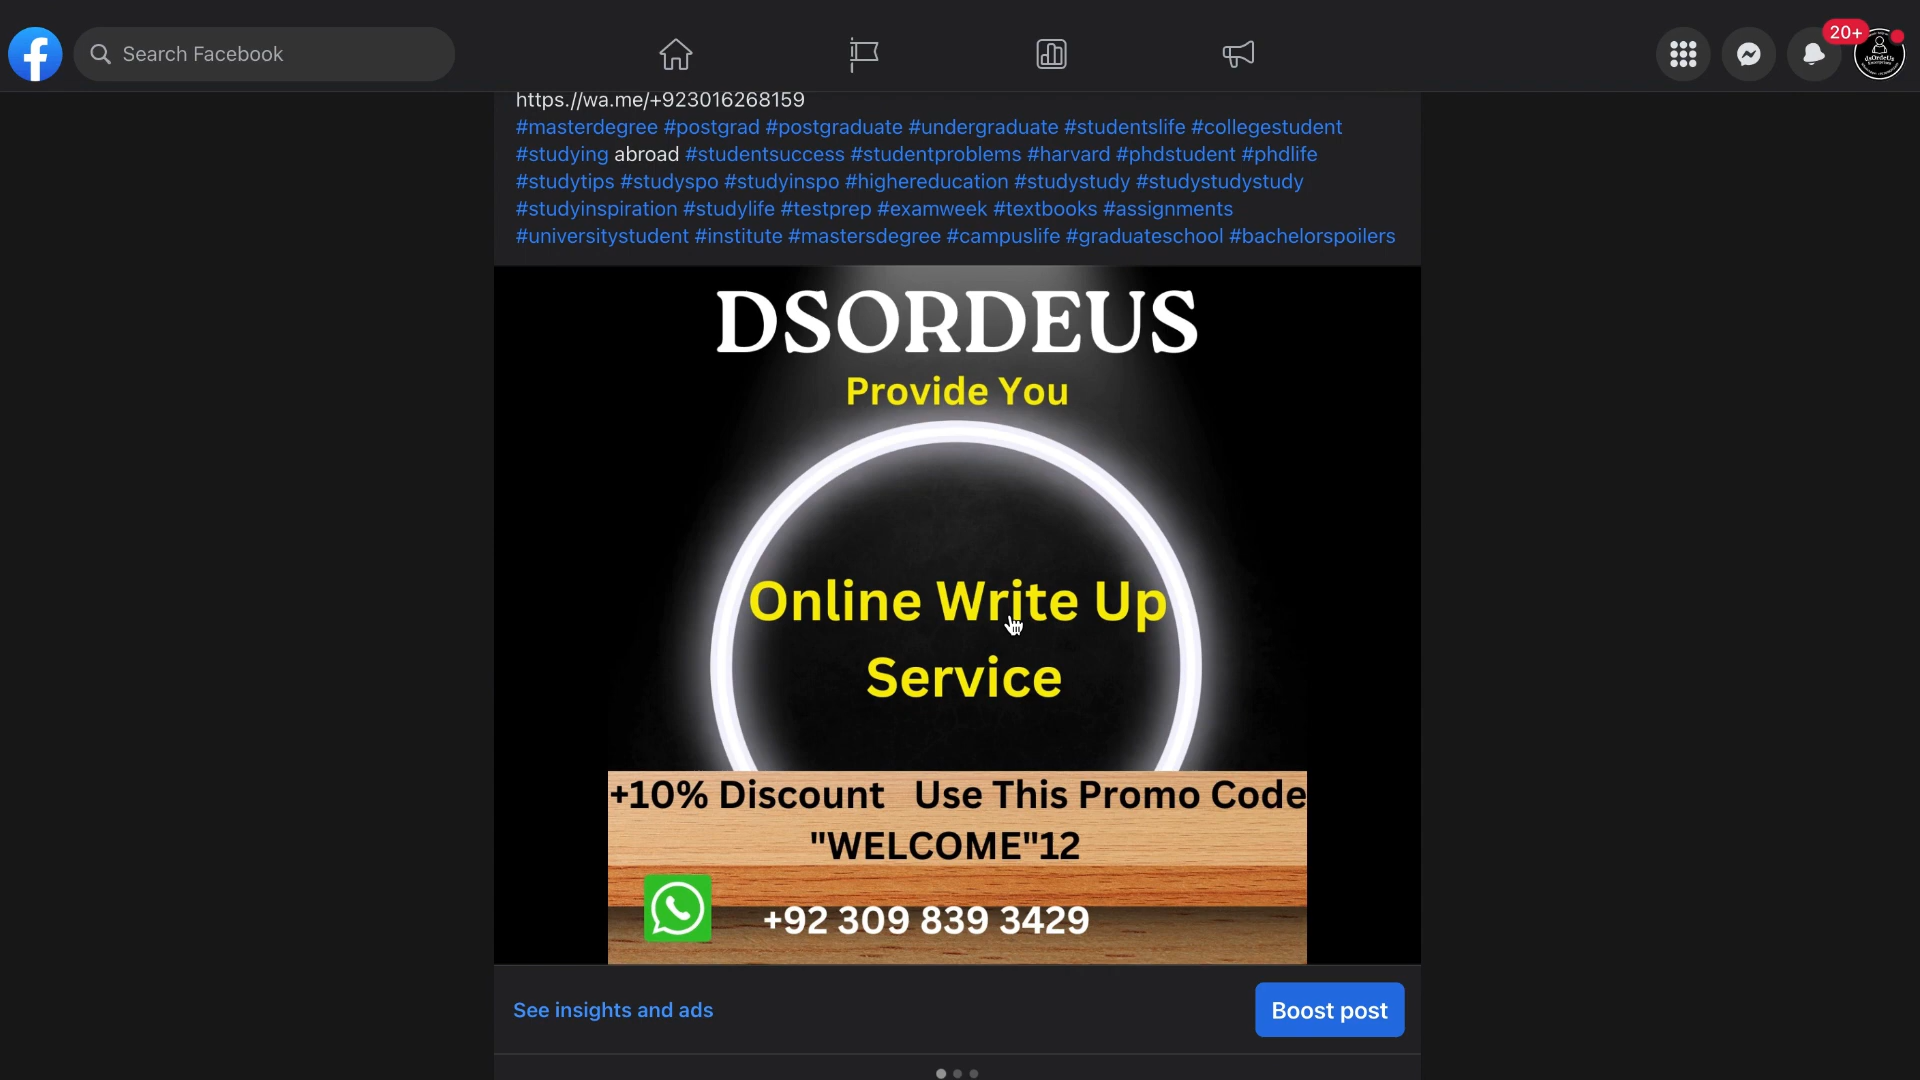 Search Facebook
20+
https://wa.me/+923016268159
#masterdegree #postgrad #postgraduate #undergraduate #studentslife #collegestudent
#studying abroad #studentsuccess #studentproblems #harvard #phdstudent #phdlife
#studytips #studyspo #studyinspo #highereducation #studystudy #studystudystudy
#studyinspiration #studylife #testprep #examweek #textbooks #assignments
#universitystudent #institute #mastersdegree #campuslife #graduateschool #bachelorspoilers
DSORDEUS
Provide You
Online Write Up
Service
+10% Discount Use This Promo Code
"WELCOME"12
+92 309 839 3429
See insights and ads
Boost post